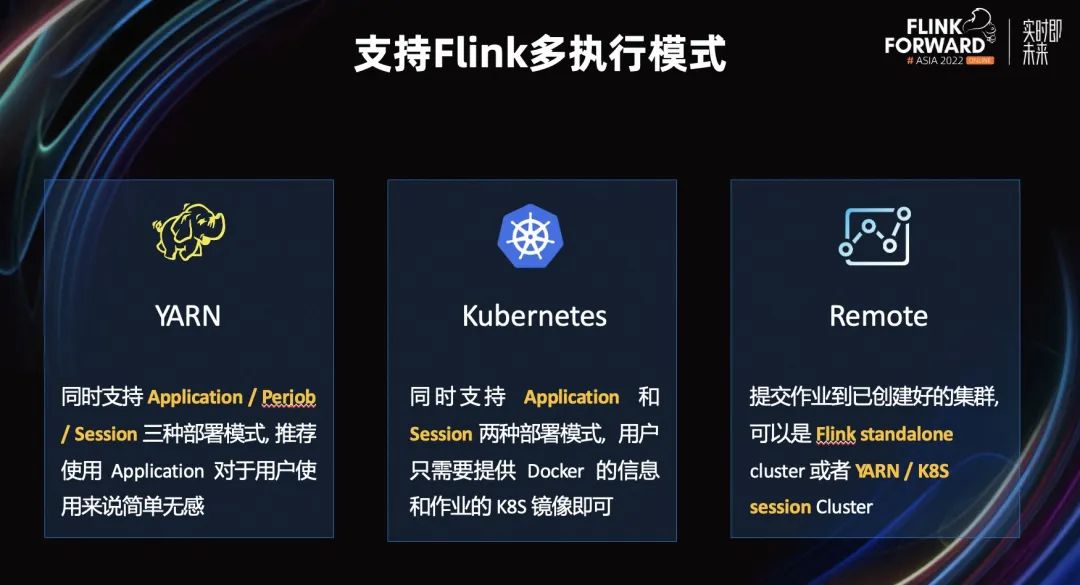 支持Flink多执行模式
FLINK
FORWARD
# ASIA 2022 ONLINE
实时即
未来
YARN
同时支持 Application / Perjob
/ Session 三种部署模式, 推荐
使用 Application 对于用户使
用来说简单无感
Kubernetes
同时支持 Application 和
Session 两种部署模式, 用户
只需要提供 Docker 的信息
和作业的 K8S 镜像即可
Remote
提交作业到已创建好的集群,
可以是 Flink standalone
cluster 或者 YARN / K8S
session Cluster